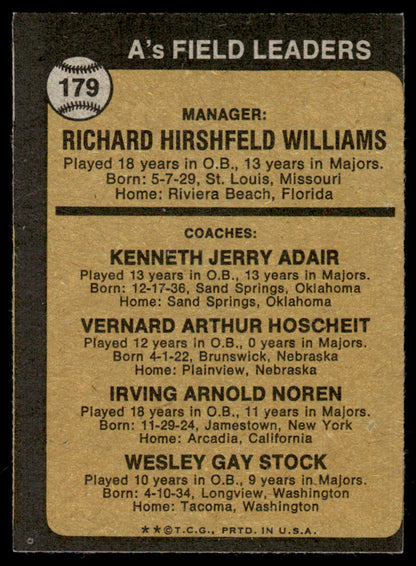 A's FIELD LEADERS
179
MANAGER:
RICHARD HIRSHFELD WILLIAMS
Played 18 years in O.B., 13 years in Majors.
Born: 5-7-29, St. Louis, Missouri
Home: Riviera Beach, Florida
COACHES:
KENNETH JERRY ADAIR
Played 13 years in O.B., 13 years in Majors.
Born: 12-17-36, Sand Springs, Oklahoma
Home: Sand Springs, Oklahoma
VERNARD ARTHUR HOSCHEIT
Played 12 years in O.B., 0 years in Majors.
Born 4-1-22, Brunswick, Nebraska
Home: Plainview, Nebraska
IRVING ARNOLD NOREN
Played 18 years in O.B., 11 years in Majors.
Born: 11-29-24, Jamestown, New York
Home: Arcadia, California
WESLEY GAY STOCK
Played 10 years in O.B., 9 years in Majors.
Born: 4-10-34, Longview, Washington
Home: Tacoma, Washington
**©T.C.G., PRTD. IN U.S.A.